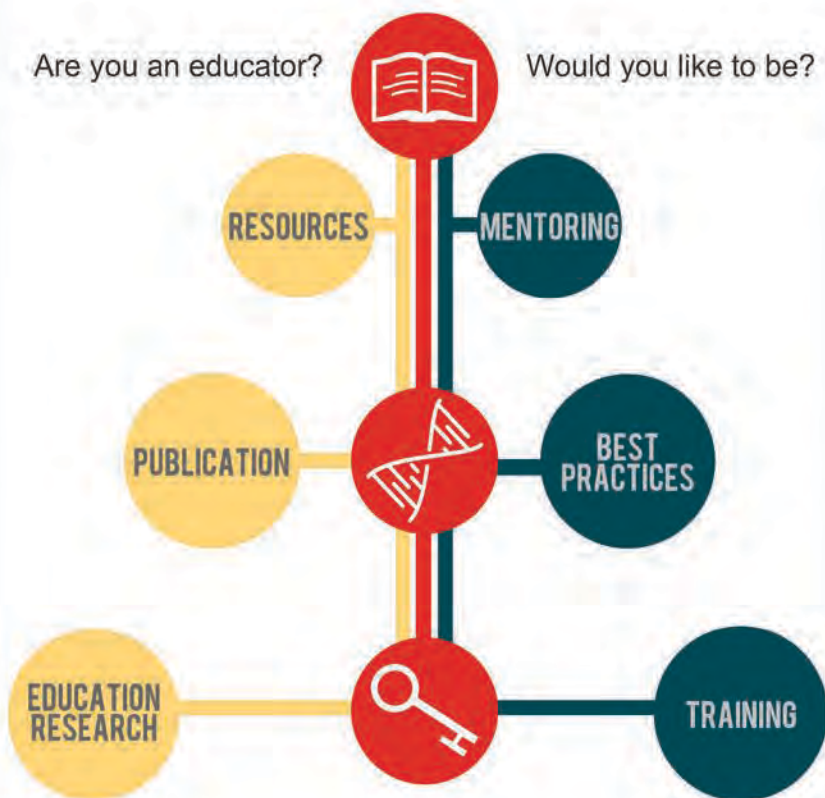 Are you an educator?
Would you like to be?
RESOURCES
MENTORING
PUBLICATION
BEST
PRACTICES
EDUCATION
RESEARCH
TRAINING